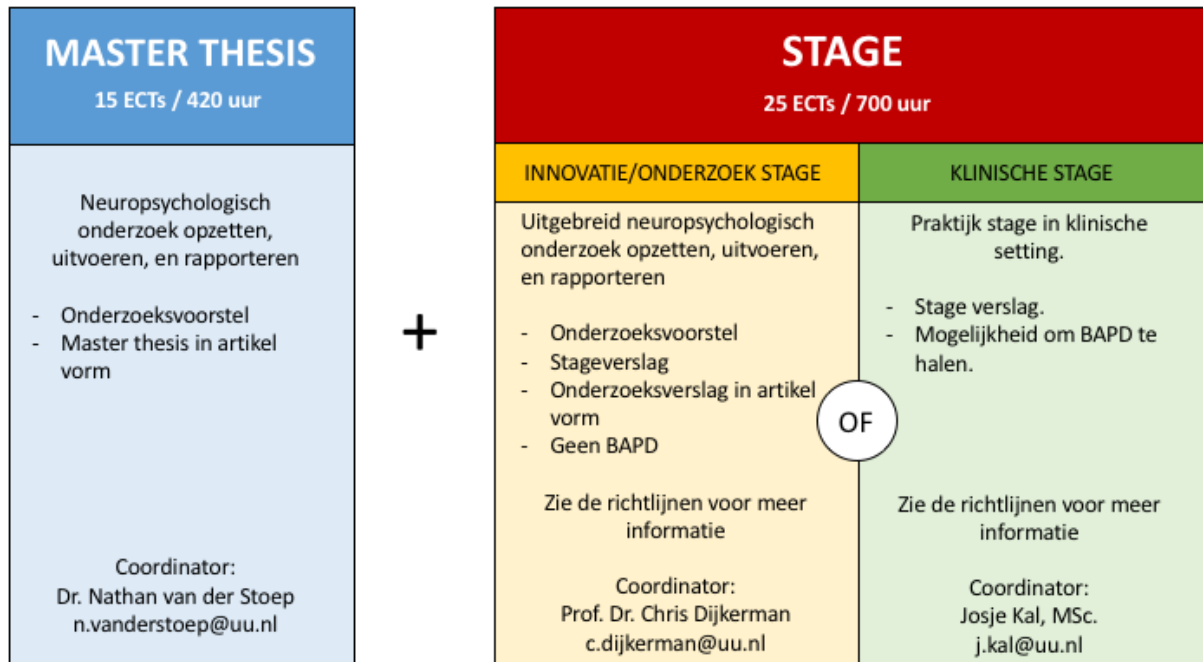 MASTER THESIS
15 ECTs / 420 uur
Neuropsychologisch
onderzoek opzetten,
uitvoeren, en rapporteren
- Onderzoeksvoorstel
- Master thesis in artikel
vorm
Coordinator:
Dr. Nathan van der Stoep
n.vanderstoep@uu.nl
+
STAGE
25 ECTs / 700 uur
INNOVATIE/ONDERZOEK STAGE
Uitgebreid neuropsychologisch
onderzoek opzetten, uitvoeren,
en rapporteren
- Onderzoeksvoorstel
- Stageverslag
- Onderzoeksverslag in artikel
vorm
- Geen BAPD
Zie de richtlijnen voor meer
informatie
Coordinator:
Prof. Dr. Chris Dijkerman
c.dijkerman@uu.nl
OF
KLINISCHE STAGE
Praktijk stage in klinische
setting.
- Stage verslag.
- Mogelijkheid om BAPD te
halen.
Zie de richtlijnen voor meer
informatie
Coordinator:
Josje Kal, MSc.
j.kal@uu.nl